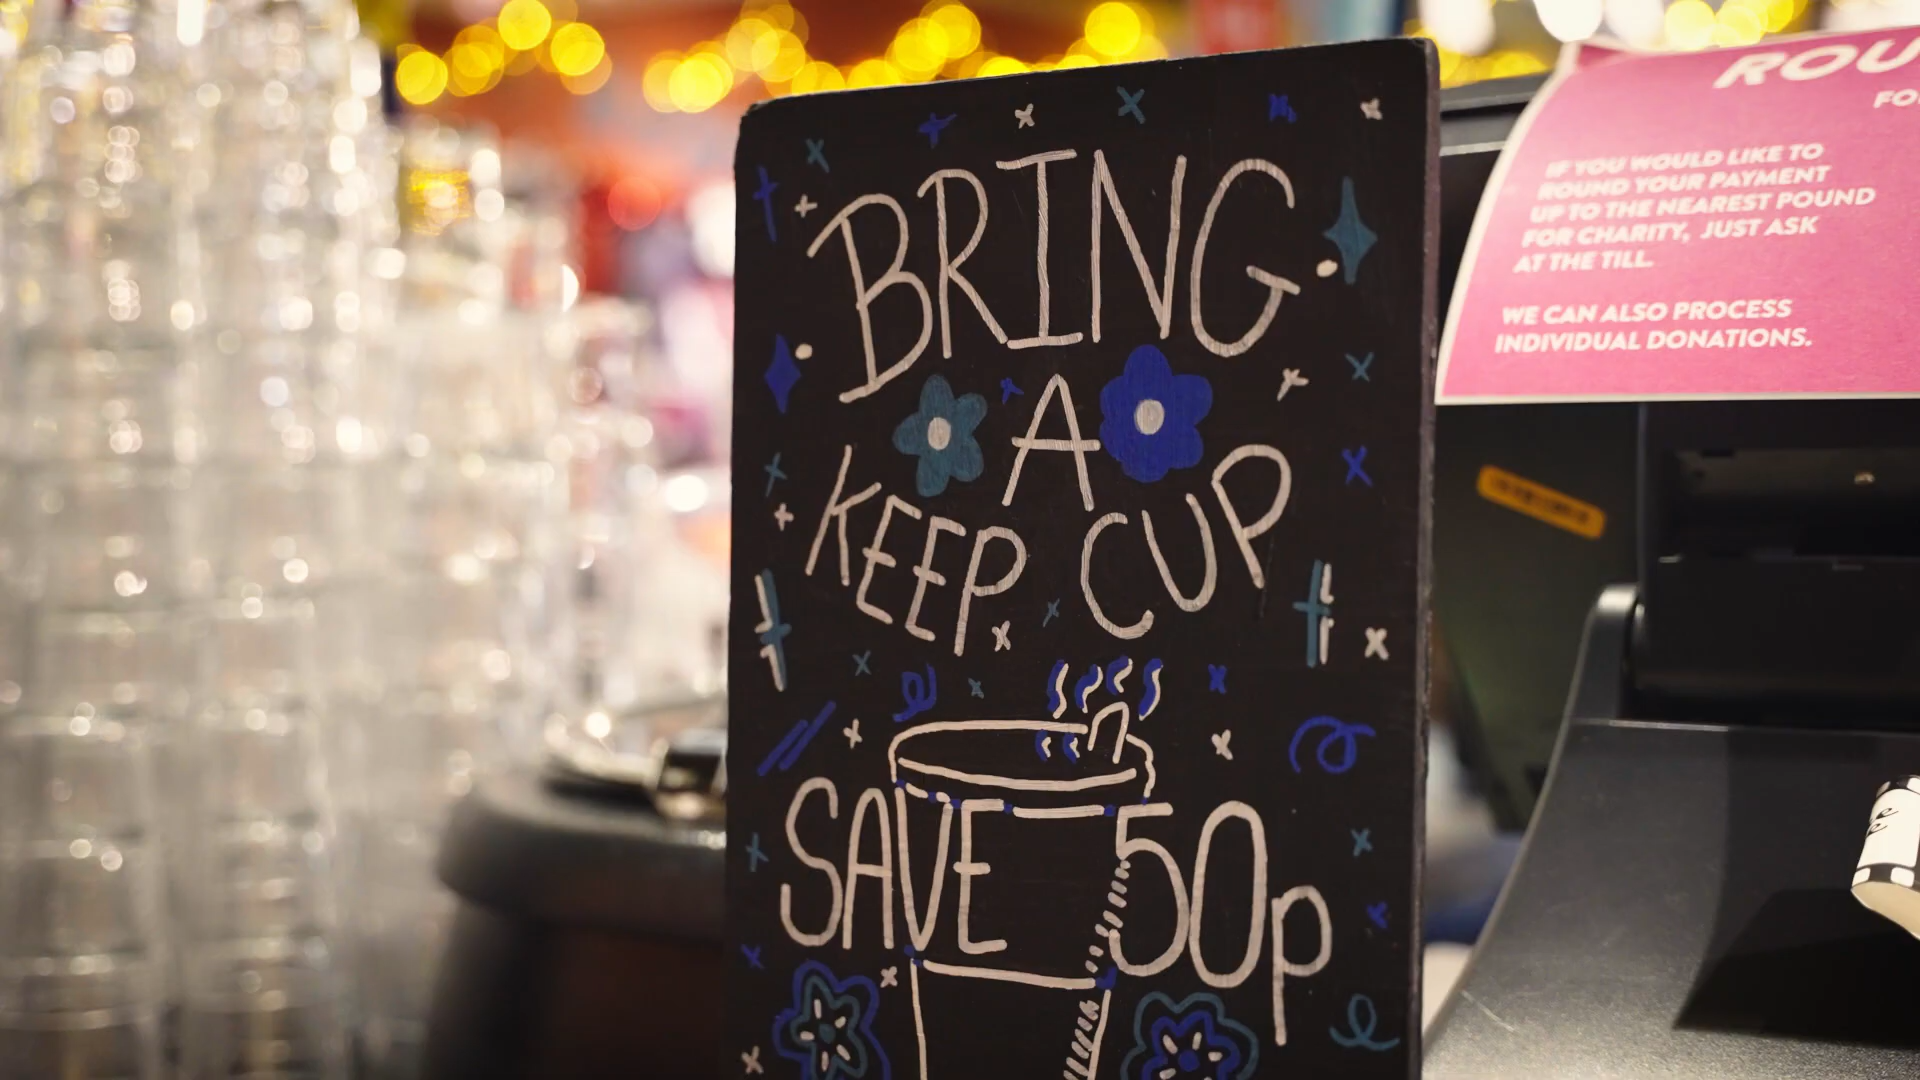 BRING
A
KEEP CUP
SAVE 50p
ROU
FO
IF YOU WOULD LIKE TO
ROUND YOUR PAYMENT
UP TO THE NEAREST POUND
FOR CHARITY, JUST ASK
AT THE TILL.
WE CAN ALSO PROCESS
INDIVIDUAL DONATIONS.